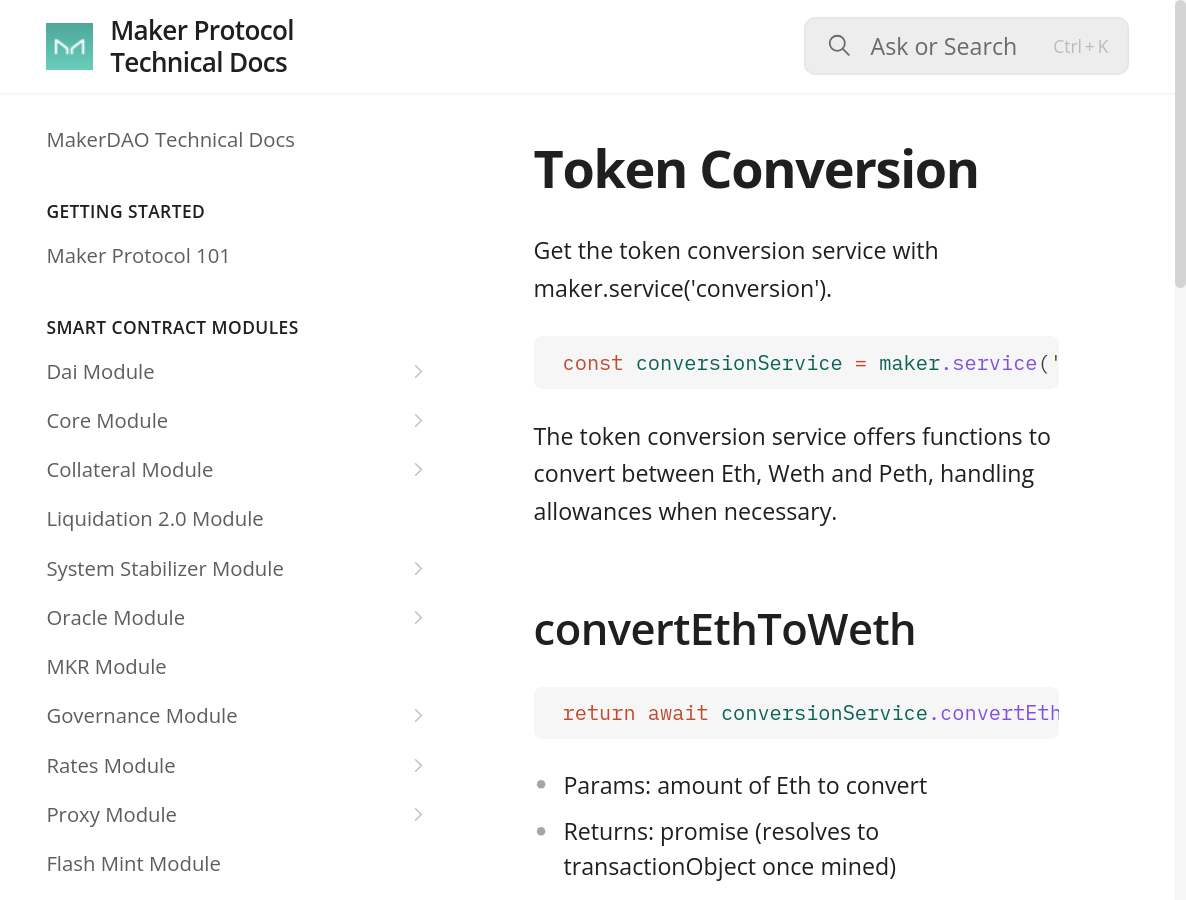 Maker Protocol
Technical Docs
Ask or Search
Ctrl + K
MakerDAO Technical Docs
GETTING STARTED
Maker Protocol 101
SMART CONTRACT MODULES
Dai Module
Core Module
Collateral Module
Liquidation 2.0 Module
System Stabilizer Module
Oracle Module
MKR Module
Governance Module
Rates Module
Proxy Module
Flash Mint Module
Token Conversion
Get the token conversion service with
maker.service('conversion').
const conversionService = maker.service('
The token conversion service offers functions to
convert between Eth, Weth and Peth, handling
allowances when necessary.
convertEthToWeth
return await conversionService.convertEth
Params: amount of Eth to convert
Returns: promise (resolves to
transactionObject once mined)